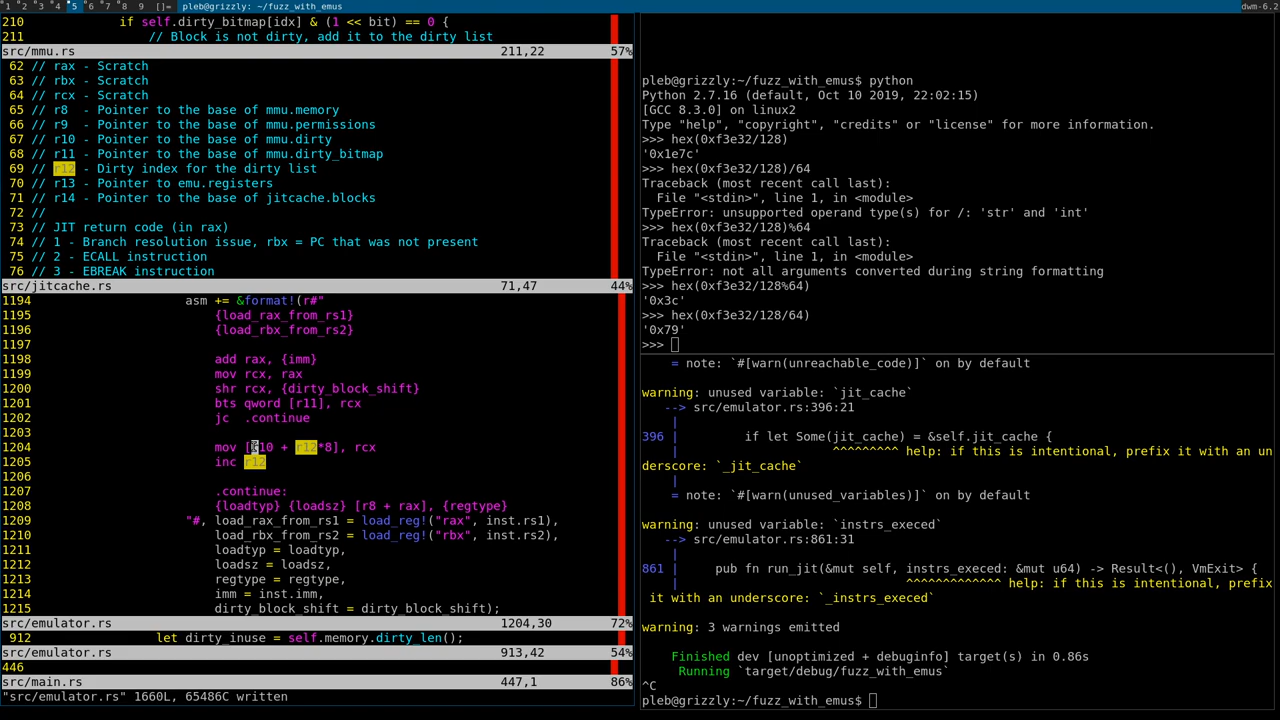 1 2 3 4 5 6 7 8 9 []= pleb@grizzly: ~/fuzz_with_emus dwm-6.2
210             if self.dirty_bitmap[idx] & (1 << bit) == 0 {
211                 // Block is not dirty, add it to the dirty list
src/mmu.rs 211,22 57%
62 // rax - Scratch
63 // rbx - Scratch
64 // rcx - Scratch
65 // r8  - Pointer to the base of mmu.memory
66 // r9  - Pointer to the base of mmu.permissions
67 // r10 - Pointer to the base of mmu.dirty
68 // r11 - Pointer to the base of mmu.dirty_bitmap
69 // r12 - Dirty index for the dirty list
70 // r13 - Pointer to emu.registers
71 // r14 - Pointer to the base of jitcache.blocks
72 //
73 // JIT return code (in rax)
74 // 1 - Branch resolution issue, rbx = PC that was not present
75 // 2 - ECALL instruction
76 // 3 - EBREAK instruction
src/jitcache.rs 71,47 44%
1194                     asm += &format!(r#"
1195                         {load_rax_from_rs1}
1196                         {load_rbx_from_rs2}
1197
1198                         add rax, {imm}
1199                         mov rcx, rax
1200                         shr rcx, {dirty_block_shift}
1201                         bts qword [r11], rcx
1202                         jc  .continue
1203
1204                         mov [r10 + r12*8], rcx
1205                         inc r12
1206
1207                         .continue:
1208                         {loadtyp} {loadsz} [r8 + rax], {regtype}
1209                     "#, load_rax_from_rs1 = load_reg!("rax", inst.rs1),
1210                         load_rbx_from_rs2 = load_reg!("rbx", inst.rs2),
1211                         loadtyp = loadtyp,
1212                         loadsz = loadsz,
1213                         regtype = regtype,
1214                         imm = inst.imm,
1215                         dirty_block_shift = dirty_block_shift);
src/emulator.rs 1204,30 72%
912                 let dirty_inuse = self.memory.dirty_len();
src/emulator.rs 913,42 54%
446
src/main.rs 447,1 86%
"src/emulator.rs" 1660L, 65486C written
pleb@grizzly:~/fuzz_with_emus$ python
Python 2.7.16 (default, Oct 10 2019, 22:02:15)
[GCC 8.3.0] on linux2
Type "help", "copyright", "credits" or "license" for more information.
>>> hex(0xf3e32/128)
'0x1e7c'
>>> hex(0xf3e32/128)/64
Traceback (most recent call last):
  File "<stdin>", line 1, in <module>
TypeError: unsupported operand type(s) for /: 'str' and 'int'
>>> hex(0xf3e32/128)%64
Traceback (most recent call last):
  File "<stdin>", line 1, in <module>
TypeError: not all arguments converted during string formatting
>>> hex(0xf3e32/128%64)
'0x3c'
>>> hex(0xf3e32/128/64)
'0x79'
>>>
    = note: `#[warn(unreachable_code)]` on by default
warning: unused variable: `jit_cache`
   --> src/emulator.rs:396:21
    |
396 |         if let Some(jit_cache) = &self.jit_cache {
    |                     ^^^^^^^^^ help: if this is intentional, prefix it with an un
derscore: `_jit_cache`
    |
    = note: `#[warn(unused_variables)]` on by default
warning: unused variable: `instrs_execed`
   --> src/emulator.rs:861:31
    |
861 |     pub fn run_jit(&mut self, instrs_execed: &mut u64) -> Result<(), VmExit> {
    |                               ^^^^^^^^^^^^^ help: if this is intentional, prefix
 it with an underscore: `_instrs_execed`
warning: 3 warnings emitted
    Finished dev [unoptimized + debuginfo] target(s) in 0.86s
     Running `target/debug/fuzz_with_emus`
^C
pleb@grizzly:~/fuzz_with_emus$